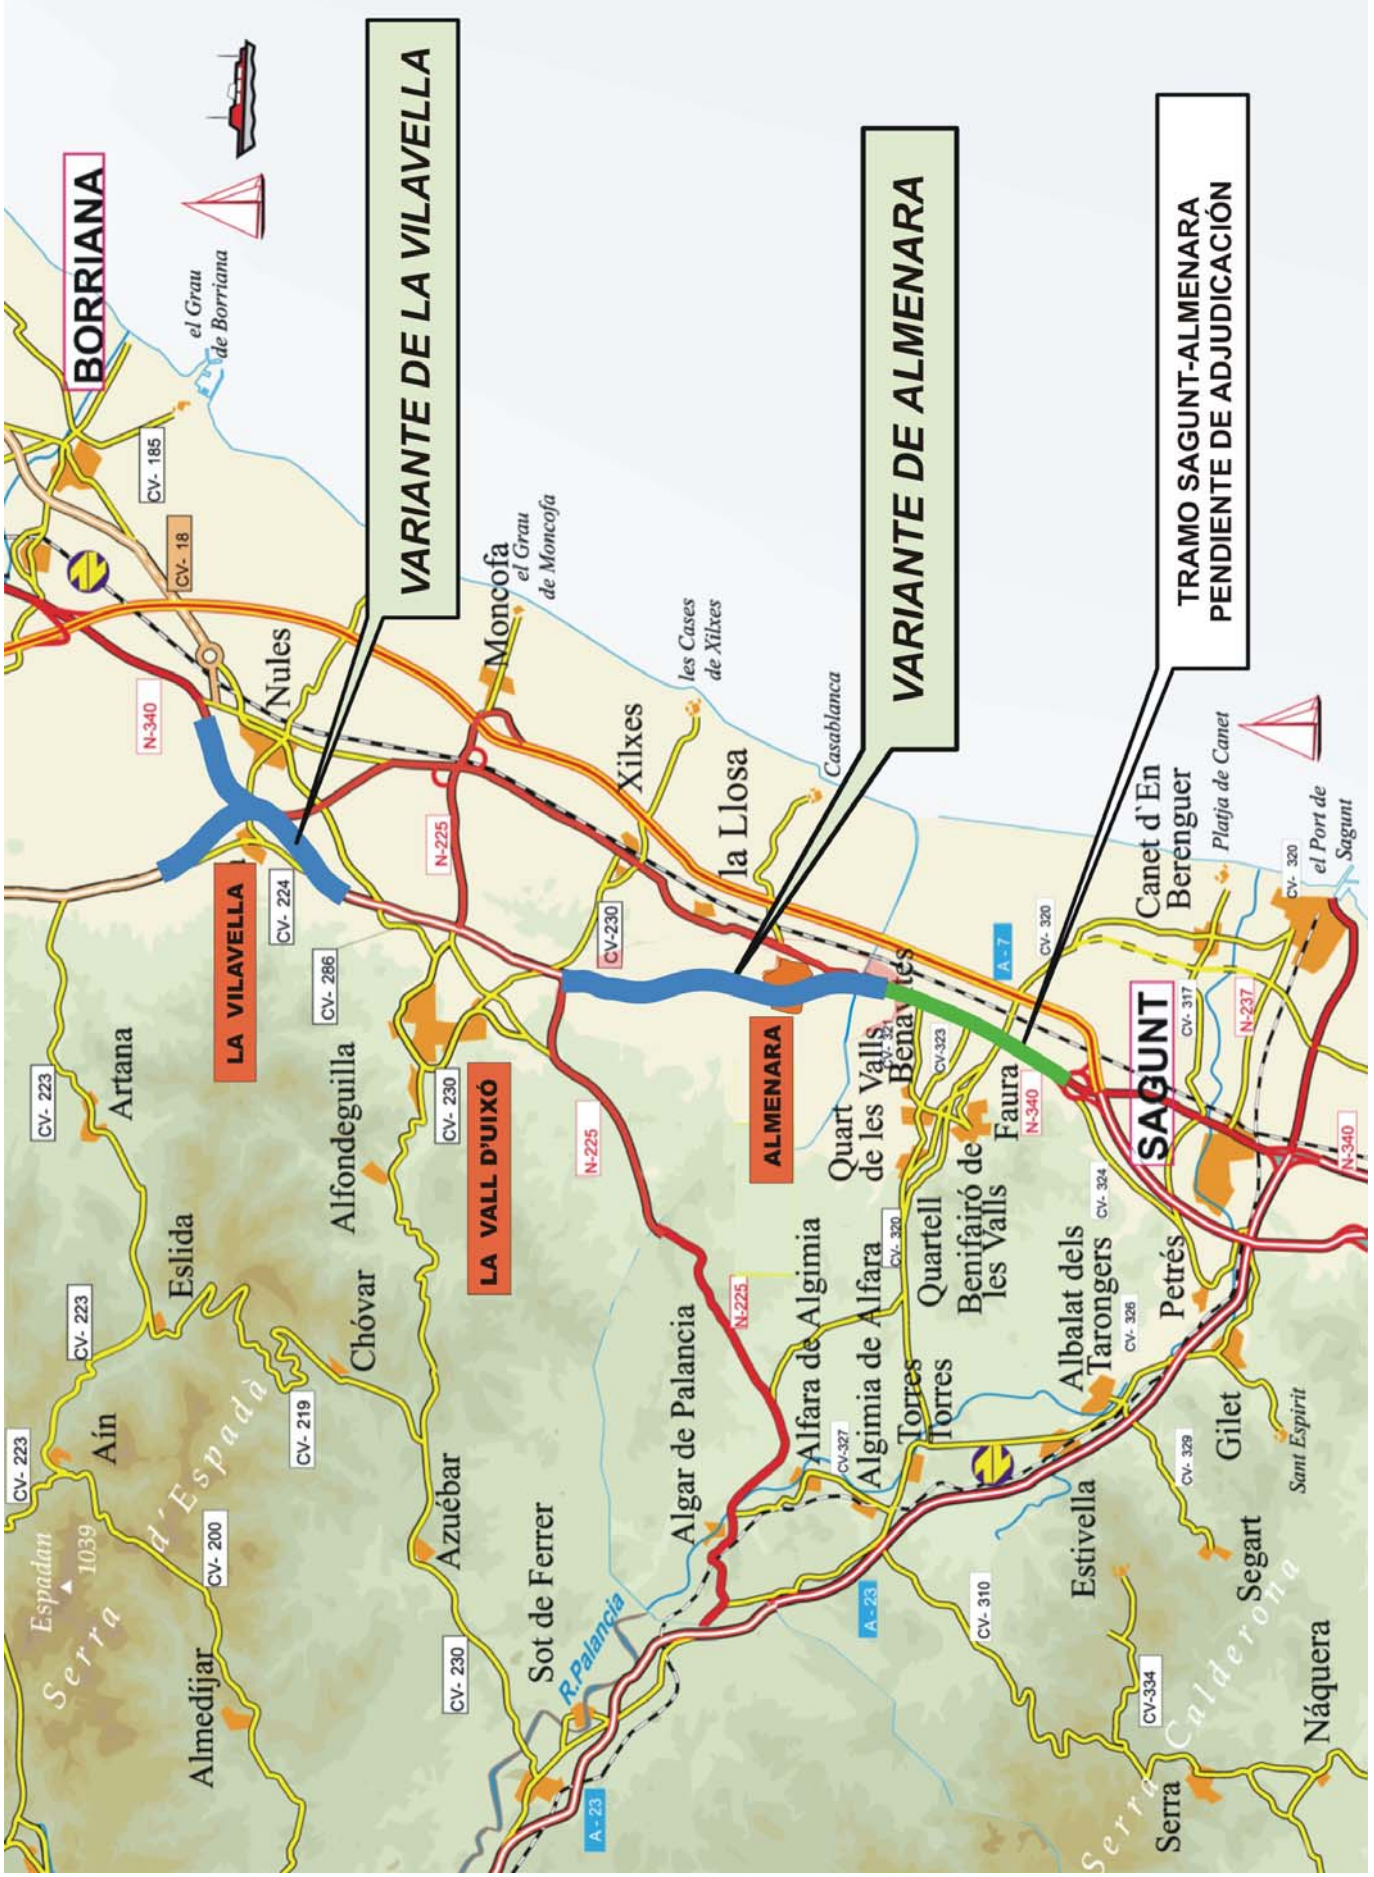 CV- 223
Espadan
1039
Serra
d'Espadà
Aín
CV- 223
CV- 223
Artana
BORRIANA
Eslida
Almedíjar
CV- 200
N-340
CV- 185
CV- 18
el Grau
de Borriana
LA VILAVELLA
CV- 219
Chóvar
Alfondeguilla
CV- 286
CV- 224
Nules
VARIANTE DE LA VILAVELLA
CV- 230
Azuébar
CV- 230
N-225
LA VALL D'UIXÓ
Moncofa
el Grau
de Moncofa
Sot de Ferrer
R.Palancia
A - 23
N-225
CV-230
Xilxes
les Cases
de Xilxes
Algar de Palancia
N-225
ALMENARA
la Llosa
Casablanca
Alfara de Algimia
CV-327
Algimia de Alfara
A - 23
Quart
de les Valls
CV- 321
Benavites
CV- 320
VARIANTE DE ALMENARA
Torres
Torres
Quartell
CV-323
Benifairó de
les Valls
Faura
A - 7
CV- 310
N-340
CV- 320
Estivella
Albalat dels
Tarongers
CV- 324
CV- 326
SAGUNT
Canet d`En
Berenguer
CV-334
Serra
Serra Calderona
CV- 329
Petrés
CV- 317
TRAMO SAGUNT-ALMENARA
PENDIENTE DE ADJUDICACIÓN
Gilet
Segart
N-237
Platja de Canet
Sant Espirit
CV- 320
Náquera
N-340
el Port de
Sagunt